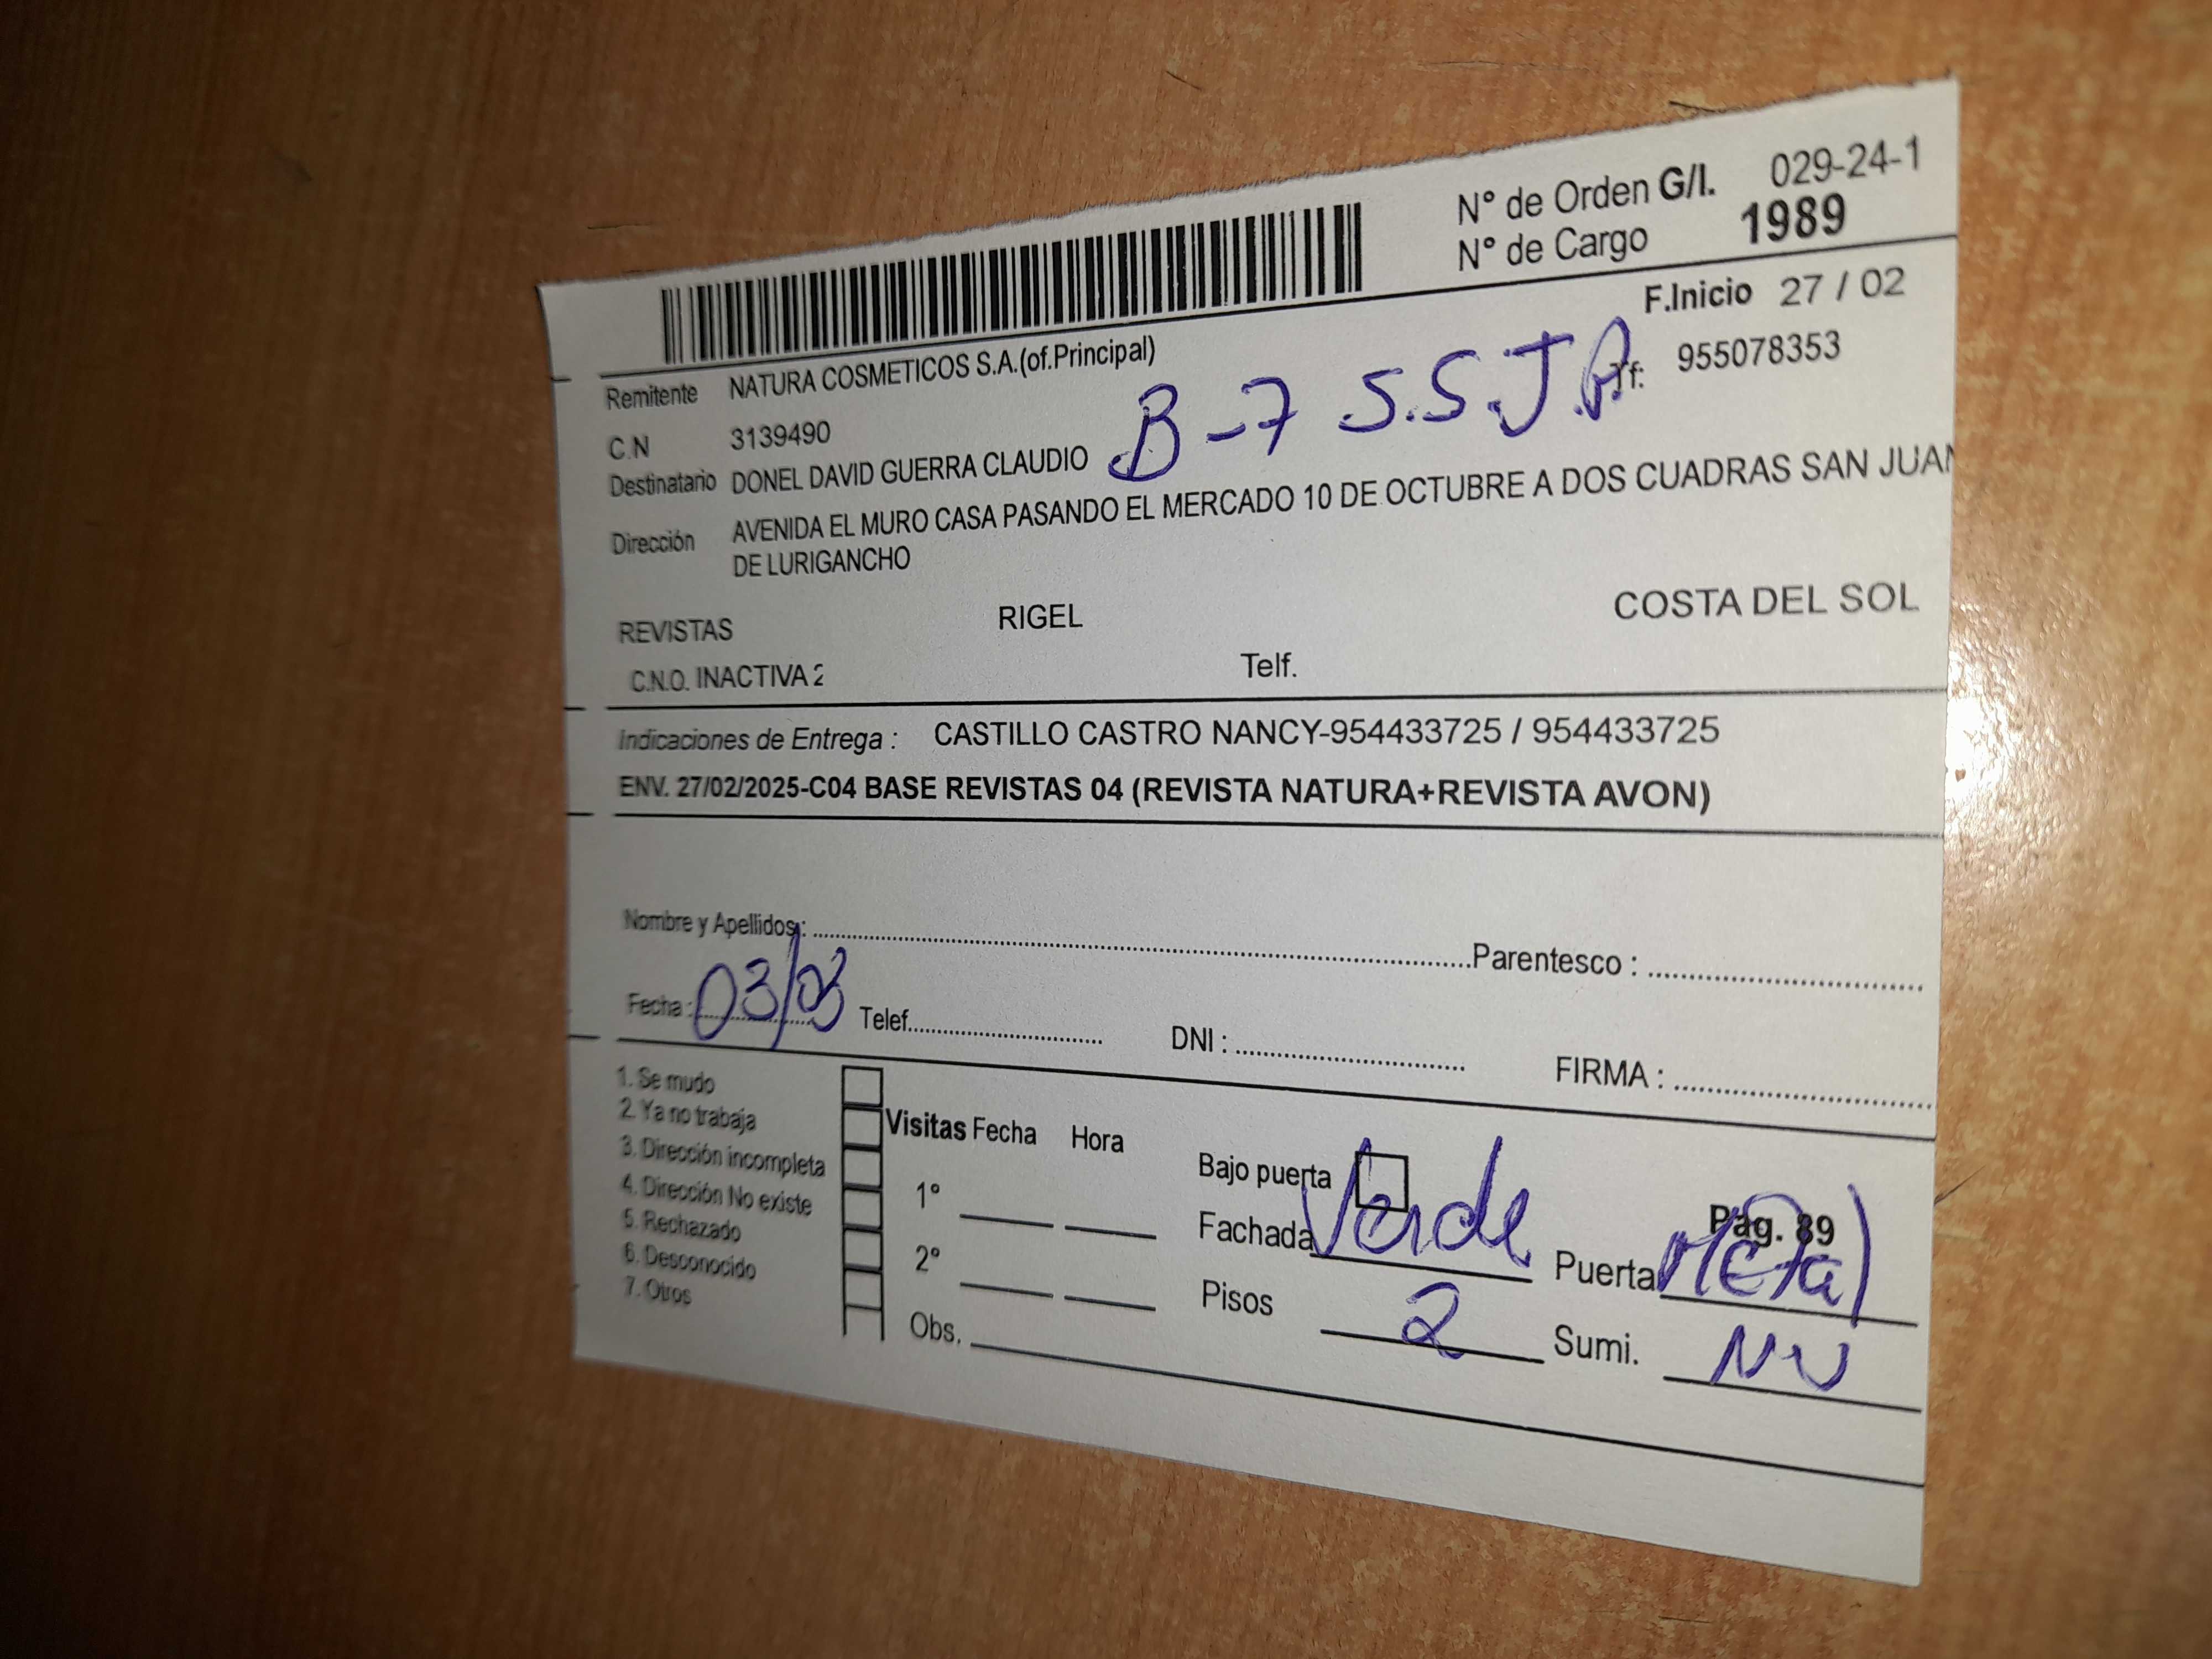 N° de Orden G/I. 029-24-1
N° de Cargo 1989
F.Inicio 27 / 02
Remitente NATURA COSMETICOS S.A.(of.Principal)
Tf: 955078353
C.N 3139490
B-7 S.S.J.P.
Destinatario DONEL DAVID GUERRA CLAUDIO
Dirección AVENIDA EL MURO CASA PASANDO EL MERCADO 10 DE OCTUBRE A DOS CUADRAS SAN JUAN
DE LURIGANCHO
REVISTAS RIGEL COSTA DEL SOL
C.N.O. INACTIVA 2 Telf.
Indicaciones de Entrega : CASTILLO CASTRO NANCY-954433725 / 954433725
ENV. 27/02/2025-C04 BASE REVISTAS 04 (REVISTA NATURA+REVISTA AVON)
Nombre y Apellidos : Parentesco :
Fecha : 03/03 Telef. DNI : FIRMA :
1. Se mudo
2. Ya no trabaja
3. Dirección incompleta
4. Dirección No existe
5. Rechazado
6. Desconocido
7. Otros
Visitas Fecha Hora
1°
2°
Obs.
Bajo puerta
Pág. 89
Fachada Verde Puerta Metal
Pisos 2 Sumi. NV